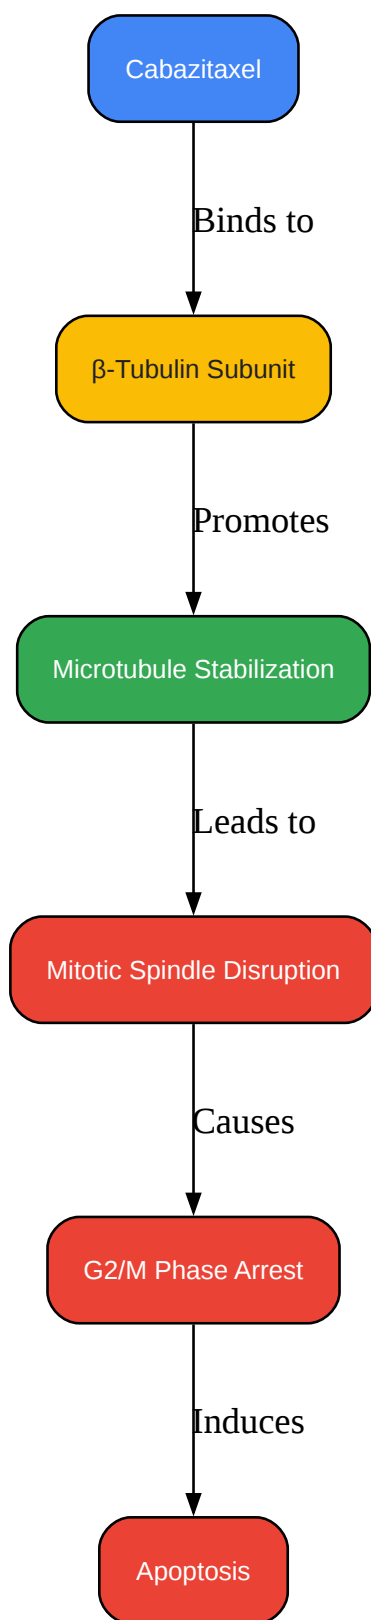 Cabazitaxel
Binds to
β-Tubulin Subunit
Promotes
Microtubule Stabilization
Leads to
Mitotic Spindle Disruption
Causes
G2/M Phase Arrest
Induces
Apoptosis